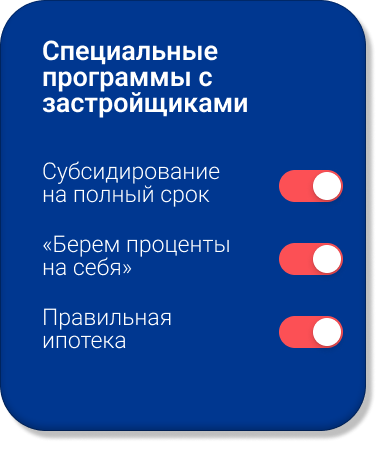 Специальные
программы с
застройщиками
Субсидирование
на полный срок
«Берем проценты
на себя»
Правильная
ипотека